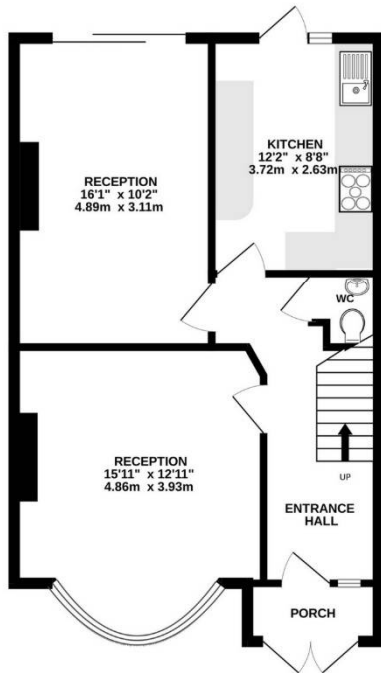 KITCHEN
12'2" x 8'8"
3.72m x 2.63m
RECEPTION
16'1" x 10'2"
4.89m x 3.11m
WC
RECEPTION
15'11" x 12'11"
4.86m x 3.93m
UP
ENTRANCE
HALL
PORCH